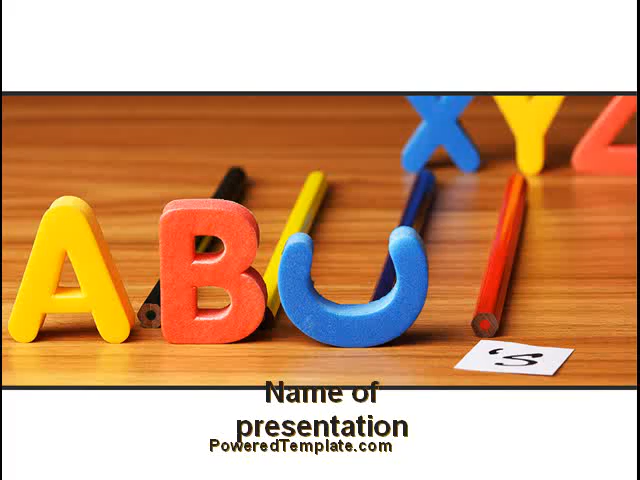 X Y Z
A B C
's
Name of
presentation
PoweredTemplate.com